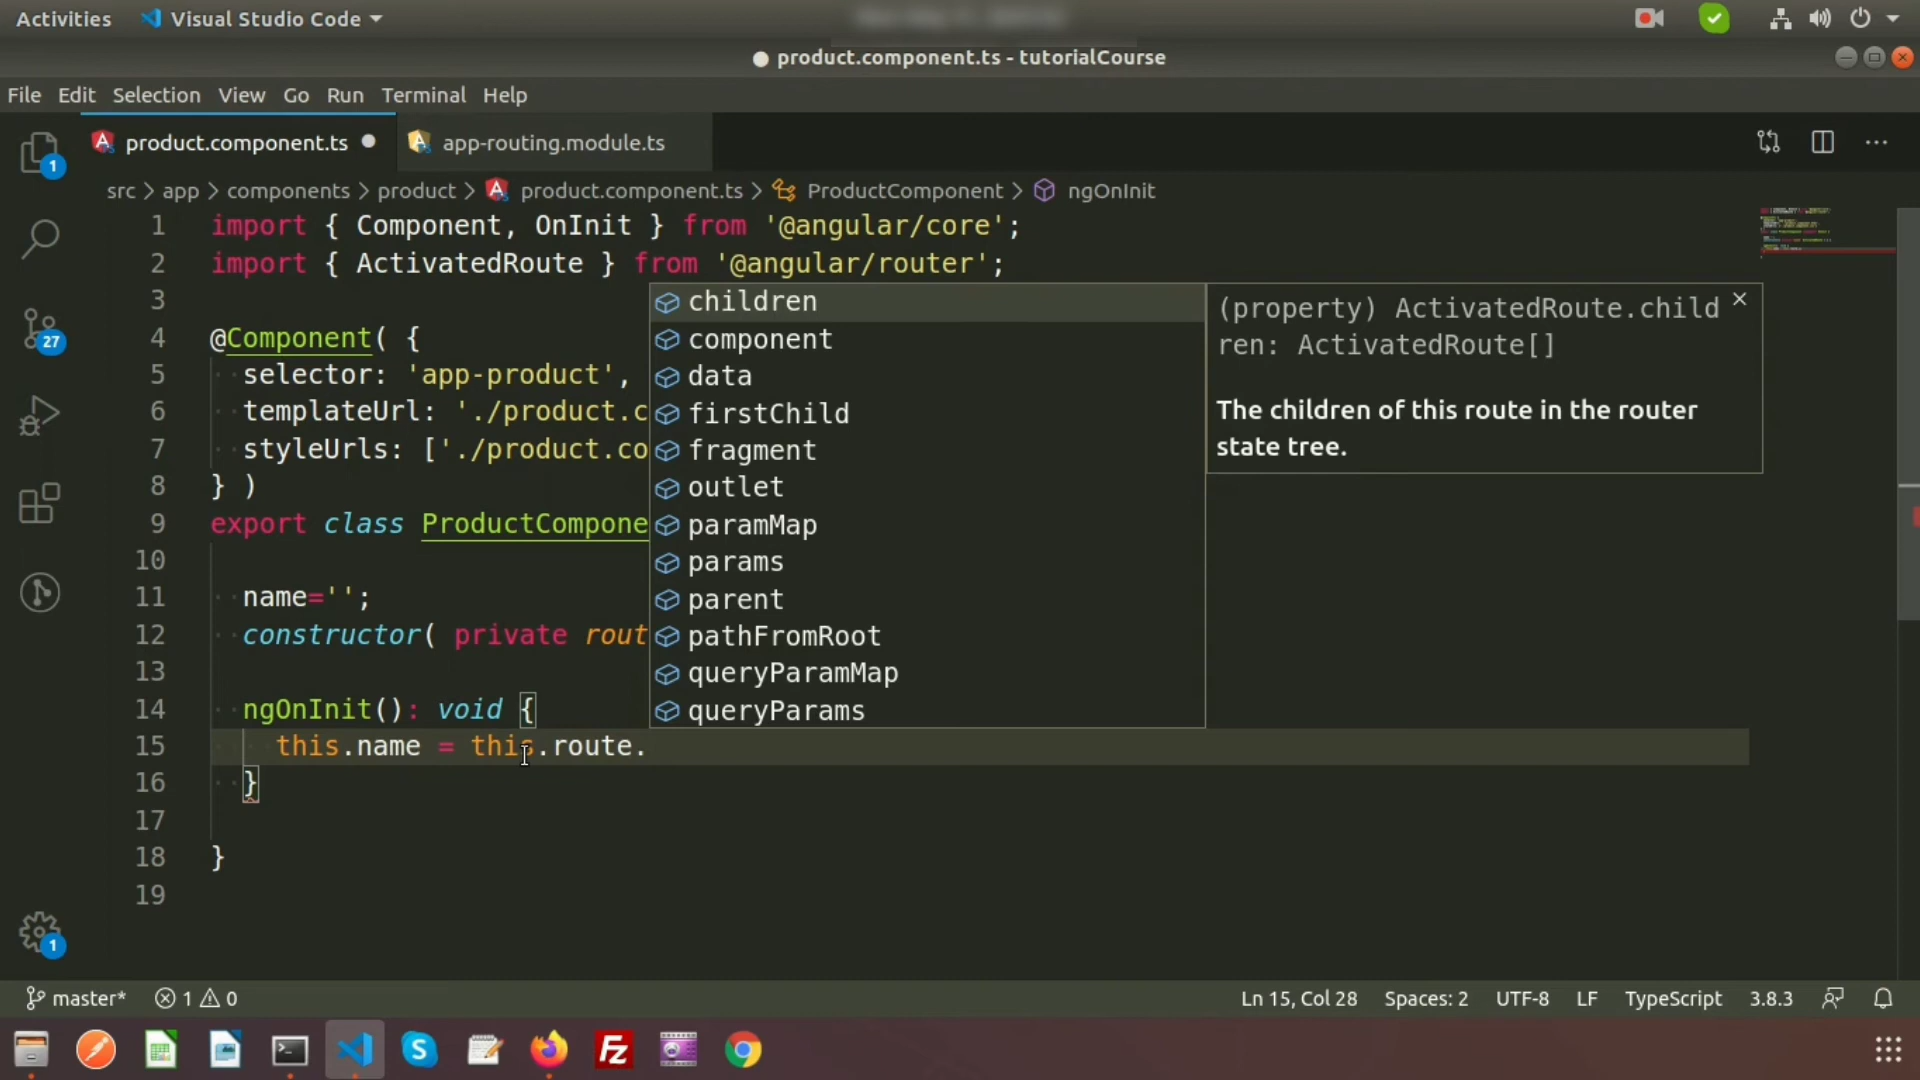 Activities Visual Studio Code
product.component.ts - tutorialCourse
File Edit Selection View Go Run Terminal Help
product.component.ts app-routing.module.ts
src > app > components > product > product.component.ts > ProductComponent > ngOnInit
1 import { Component, OnInit } from '@angular/core';
2 import { ActivatedRoute } from '@angular/router';
3
4 @Component( {
5 selector: 'app-product',
6 templateUrl: './product.c
7 styleUrls: ['./product.co
8 } )
9 export class ProductCompone
10
11 name='';
12 constructor( private rout
13
14 ngOnInit(): void {
15 this.name = this.route.
16 }
17
18 }
19
children
component
data
firstChild
fragment
outlet
paramMap
params
parent
pathFromRoot
queryParamMap
queryParams
(property) ActivatedRoute.child
ren: ActivatedRoute[]
The children of this route in the router
state tree.
1
27
1
master* 1 0 Ln 15, Col 28 Spaces: 2 UTF-8 LF TypeScript 3.8.3
S
Fz